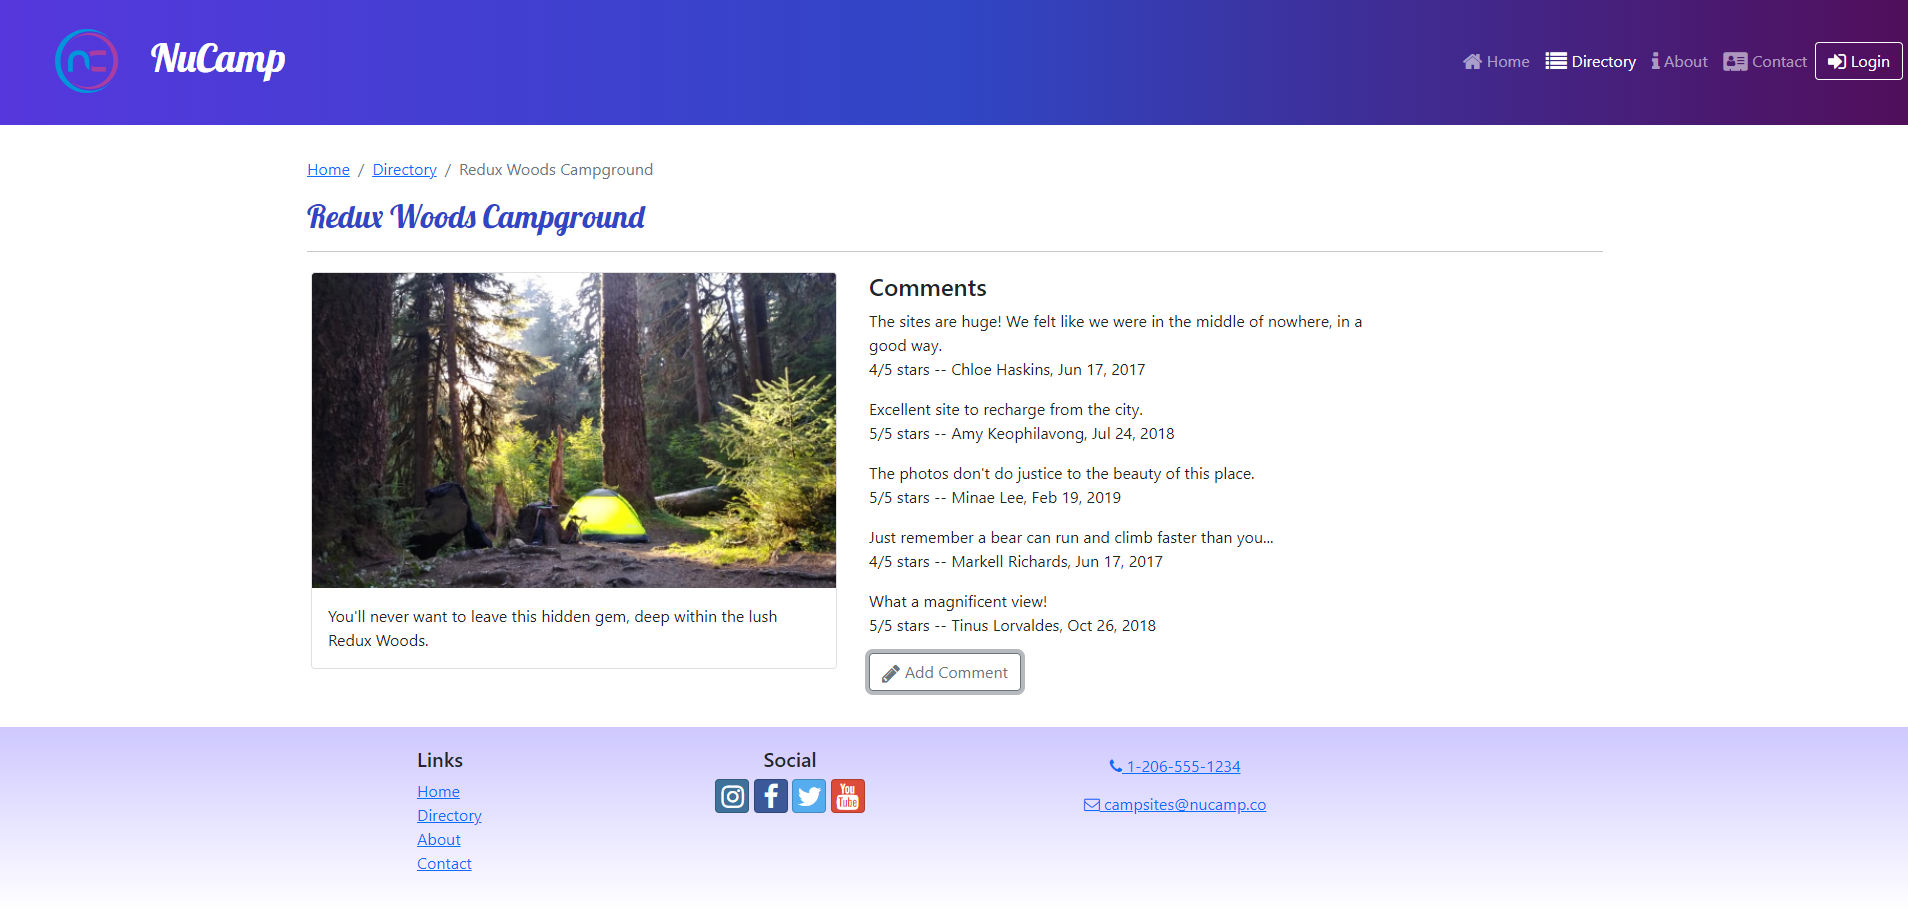 nc
NuCamp
Home
Directory
About
Contact
Login
Home / Directory / Redux Woods Campground
Redux Woods Campground
Comments
The sites are huge! We felt like we were in the middle of nowhere, in a
good way.
4/5 stars -- Chloe Haskins, Jun 17, 2017
Excellent site to recharge from the city.
5/5 stars -- Amy Keophilavong, Jul 24, 2018
The photos don't do justice to the beauty of this place.
5/5 stars -- Minae Lee, Feb 19, 2019
Just remember a bear can run and climb faster than you...
4/5 stars -- Markell Richards, Jun 17, 2017
What a magnificent view!
5/5 stars -- Tinus Lorvaldes, Oct 26, 2018
Add Comment
You'll never want to leave this hidden gem, deep within the lush
Redux Woods.
Links
Home
Directory
About
Contact
Social
You
Tube
1-206-555-1234
campsites@nucamp.co